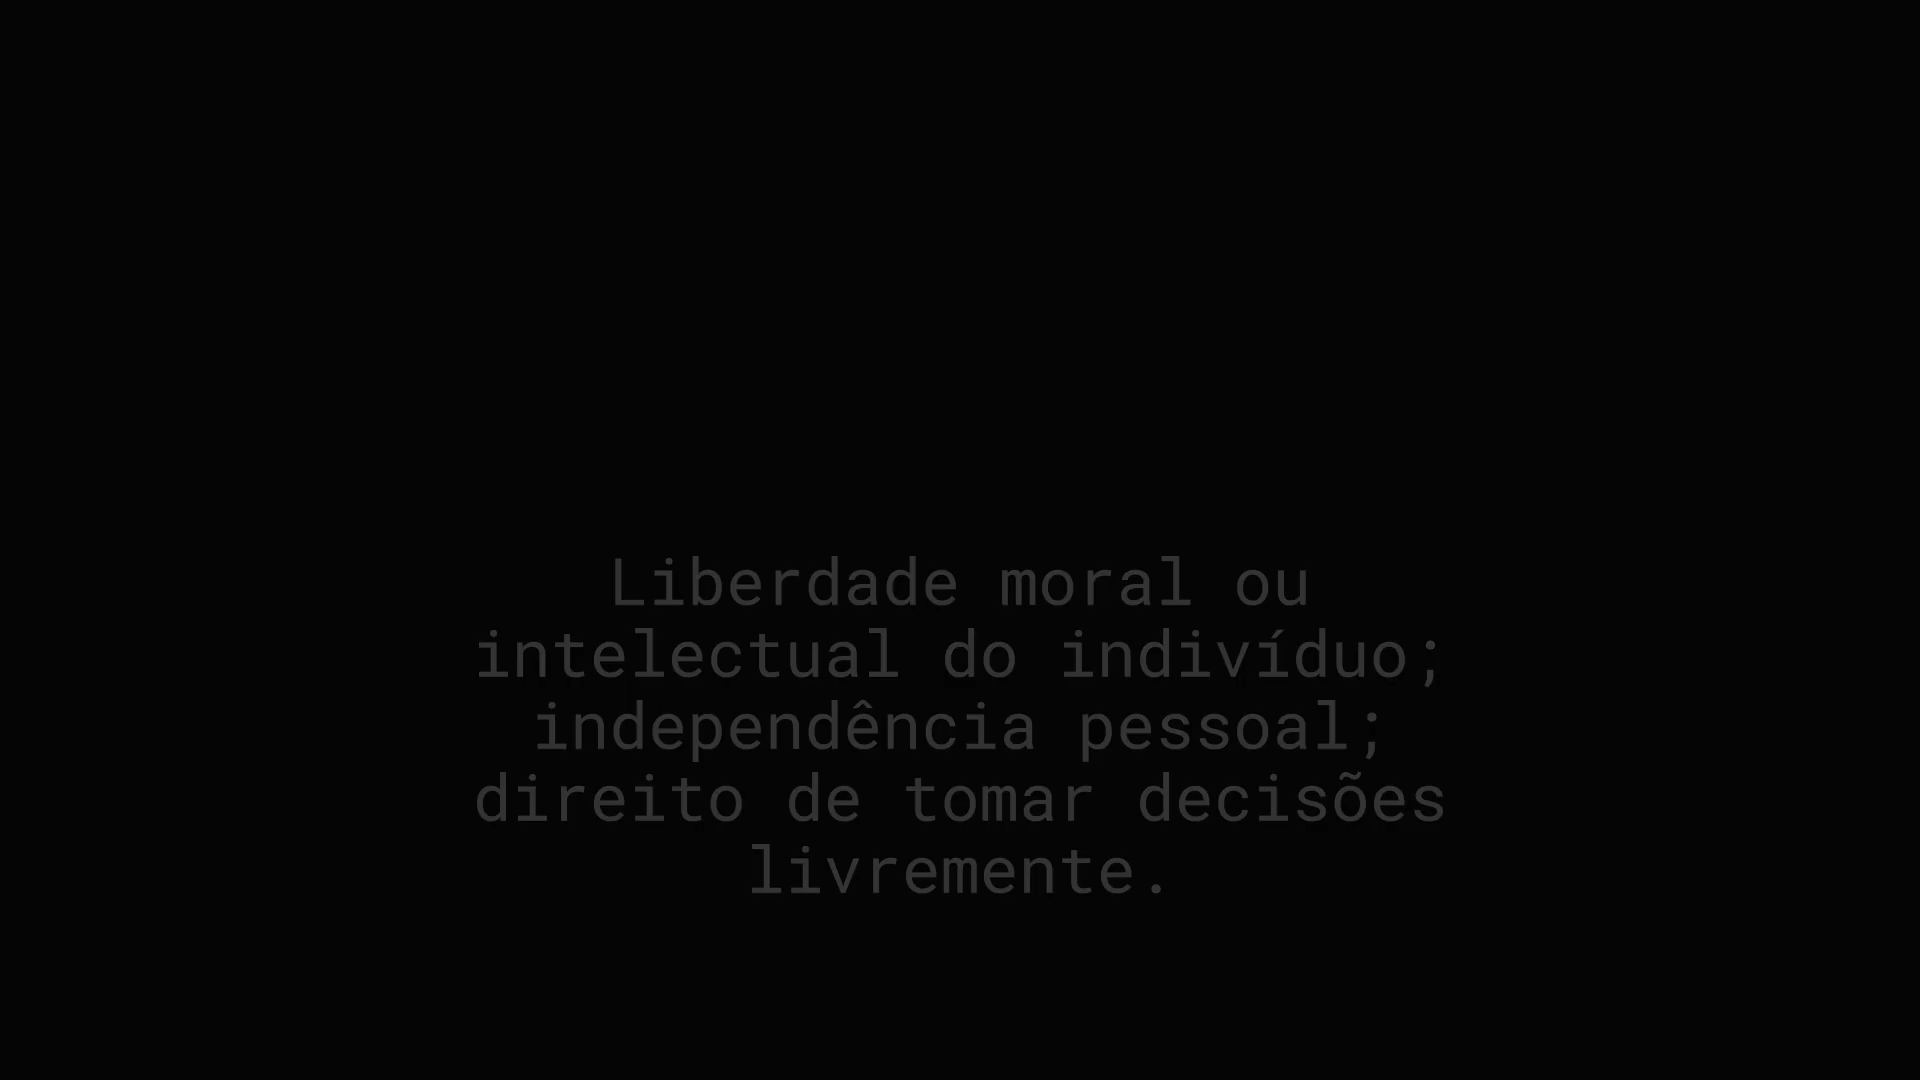 Liberdade moral ou
intelectual do indivíduo;
independência pessoal;
direito de tomar decisões
livremente.